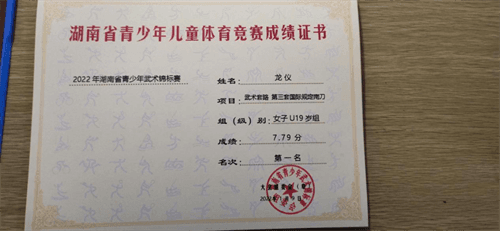 湖南省青少年儿童体育竞赛成绩证书
2022年湖南省青少年武术锦标赛
姓名: 龙仪
项目: 武术套路 第三套国际规定南刀
组（级）别: 女子U19岁组
成绩: 7.79分
名次: 第一名